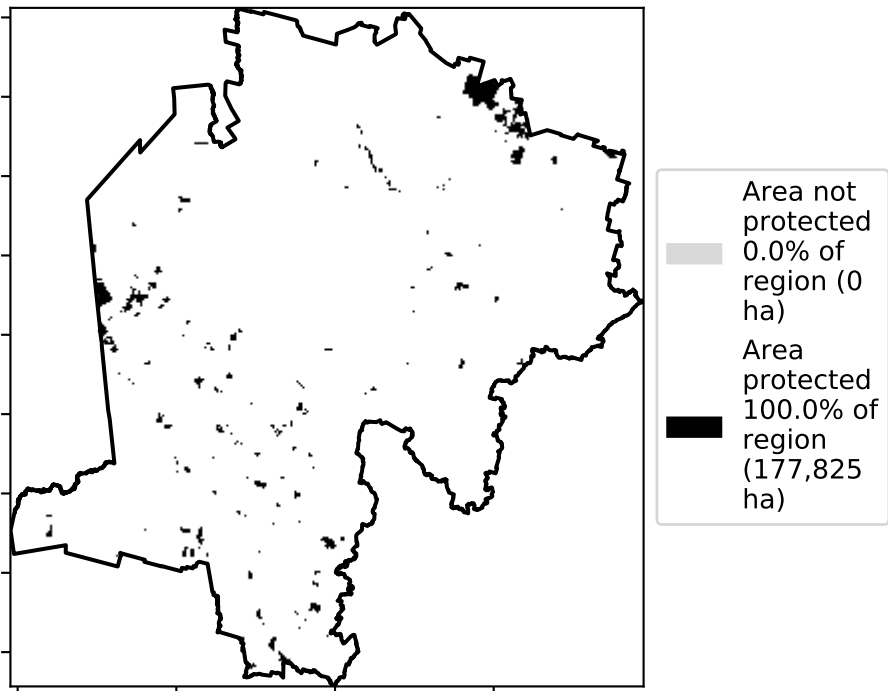 Area not
protected
0.0% of
region (0
ha)
Area
protected
100.0% of
region
(177,825
ha)